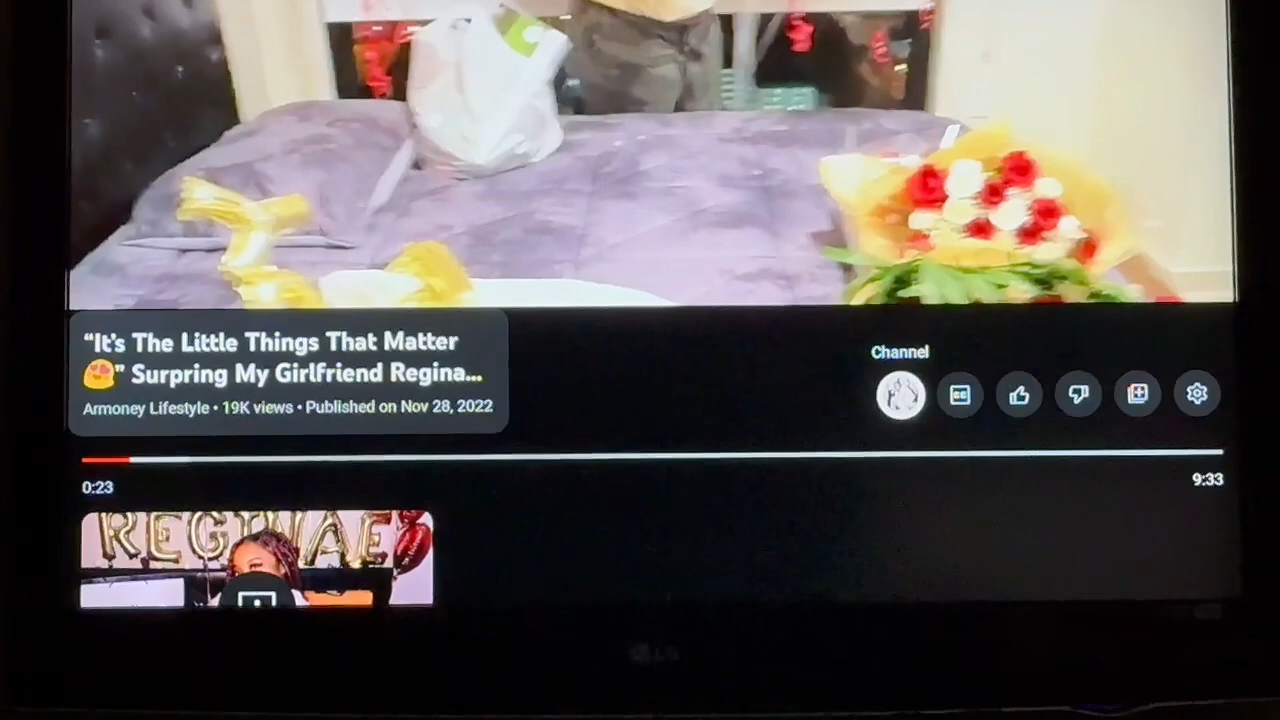 “It's The Little Things That Matter
😍” Surpring My Girlfriend Regina...
Armoney Lifestyle • 19K views • Published on Nov 28, 2022
Channel
CC
0:23
9:33
REGINAE
LG